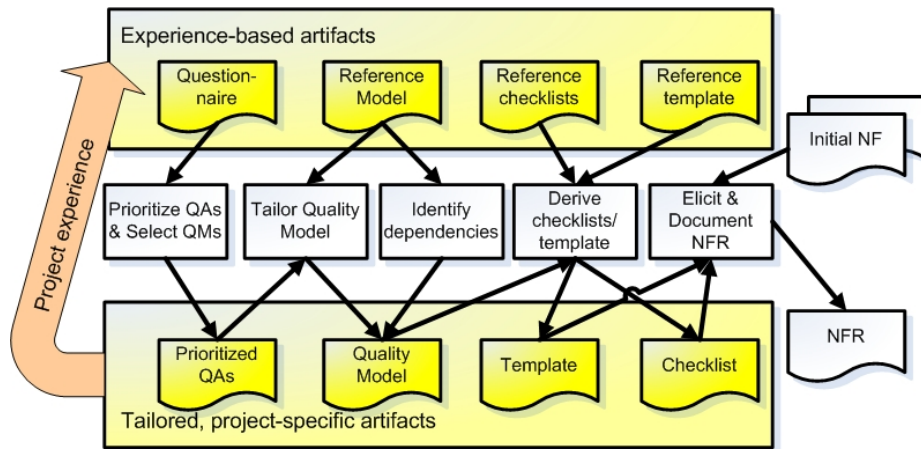 Experience-based artifacts
Question-
naire
Reference
Model
Reference
checklists
Reference
template
Initial NF
Project experience
Prioritize QAs
& Select QMs
Tailor Quality
Model
Identify
dependencies
Derive
checklists/
template
Elicit &
Document
NFR
Prioritized
QAs
Quality
Model
Template
Checklist
NFR
Tailored, project-specific artifacts